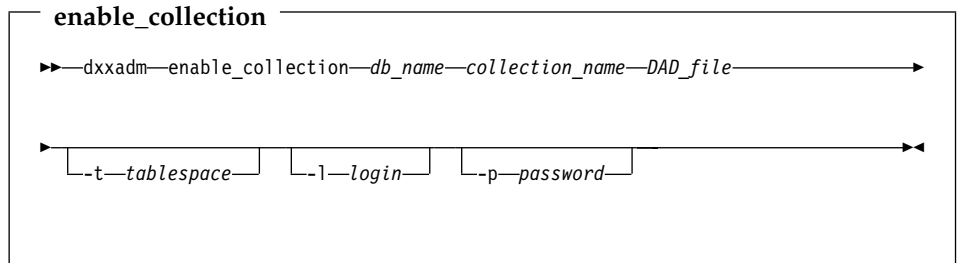 enable_collection
dxxadm enable_collection db_name collection_name DAD_file
-t tablespace -l login -p password